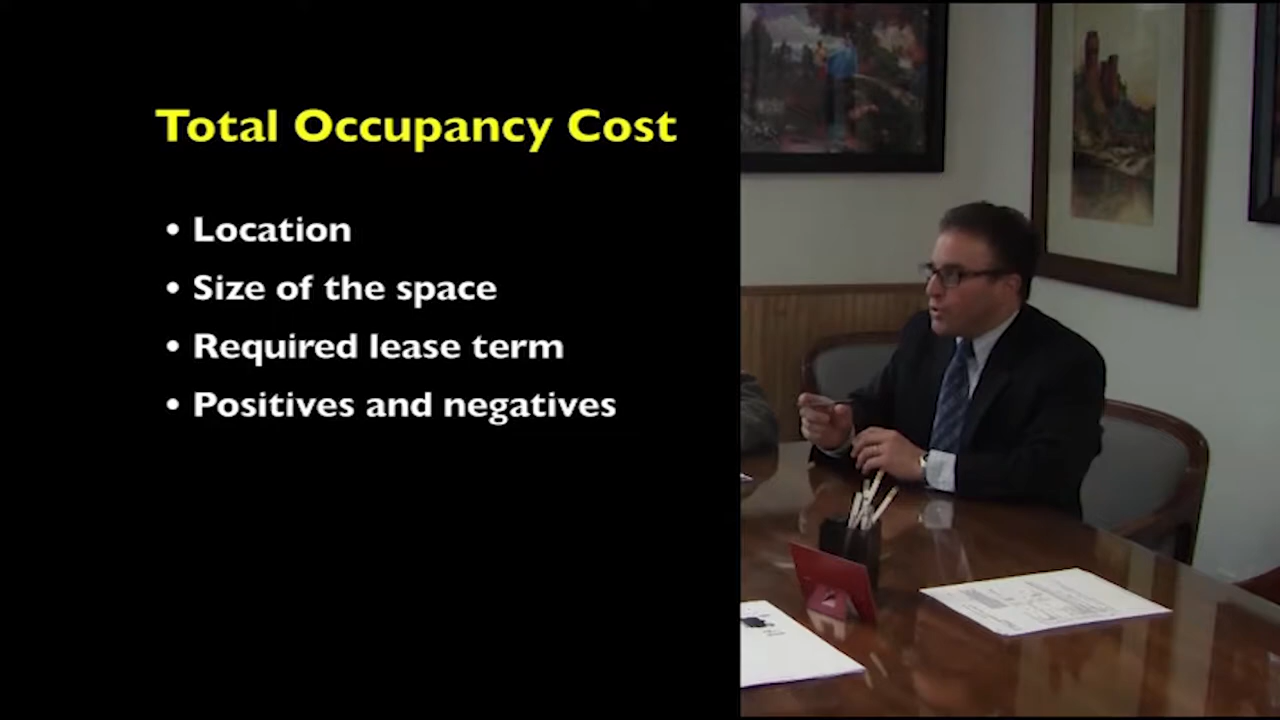 Total Occupancy Cost
• Location
• Size of the space
• Required lease term
• Positives and negatives